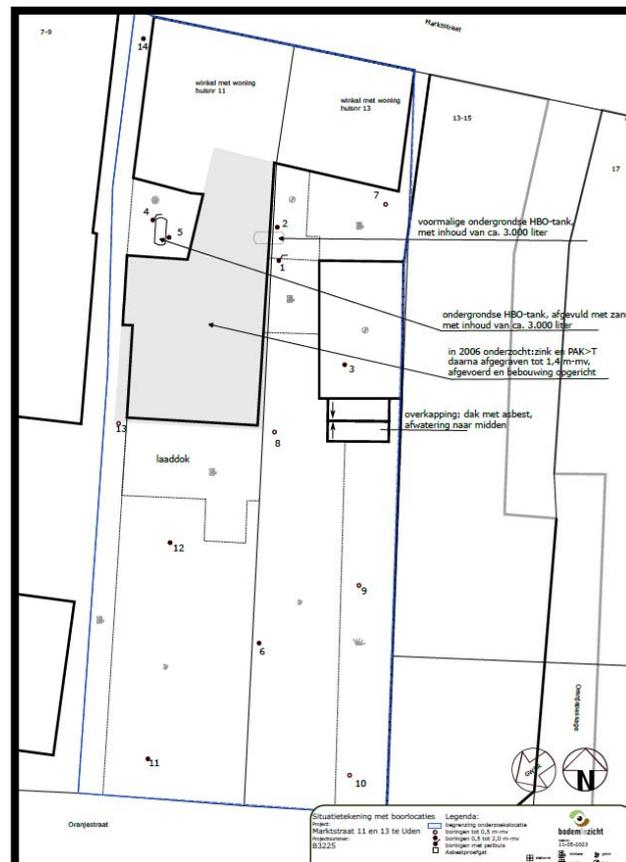 Marktstraat
7-9
14
winkel met woning
huisnr 11
winkel met woning
huisnr 13
13-15
17
7
4
5
2
1
voormalige ondergrondse HBO-tank,
met inhoud van ca. 3.000 liter
ondergrondse HBO-tank, afgevuld met zan
met inhoud van ca. 3.000 liter
in 2006 onderzocht:zink en PAK>T
daarna afgegraven tot 1,4 m-mv,
afgevoerd en bebouwing opgericht
3
overkapping; dak met asbest,
afwatering naar midden
13
8
laaddok
12
9
6
11
10
Oranjestraat
N
Situatietekening met boorlocaties
Project:
Marktstraat 11 en 13 te Uden
Projectnummer:
B3225
Legenda:
begrenzing onderzoekslocatie
boringen tot 0,5 m-mv
boringen 0,5 tot 2,0 m-mv
boringen met peilbuis
Asbestproefgat
bodeminzicht
11-05-2023